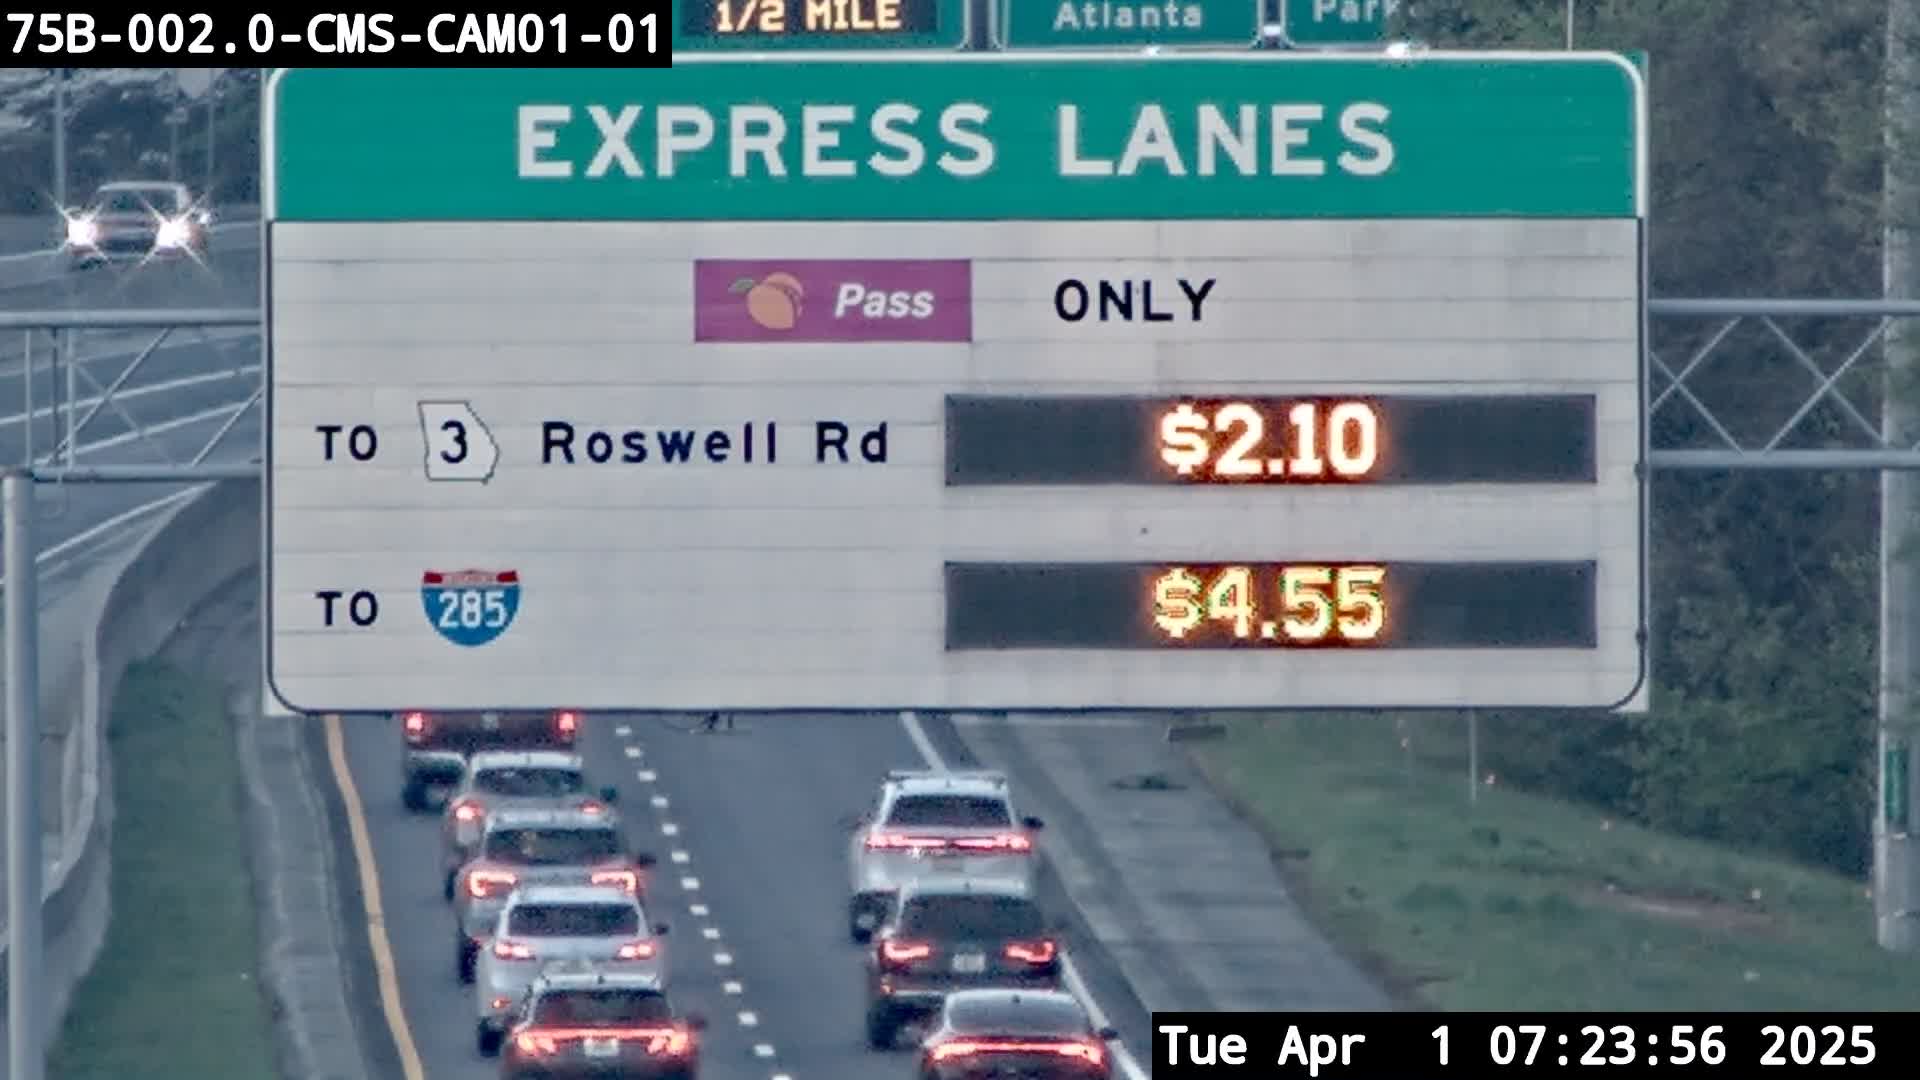 75B-002.0-CMS-CAM01-01
1/2 MILE
Atlanta
Park
EXPRESS LANES
Pass ONLY
TO 3 Roswell Rd $2.10
TO 285 $4.55
Tue Apr 1 07:23:56 2025